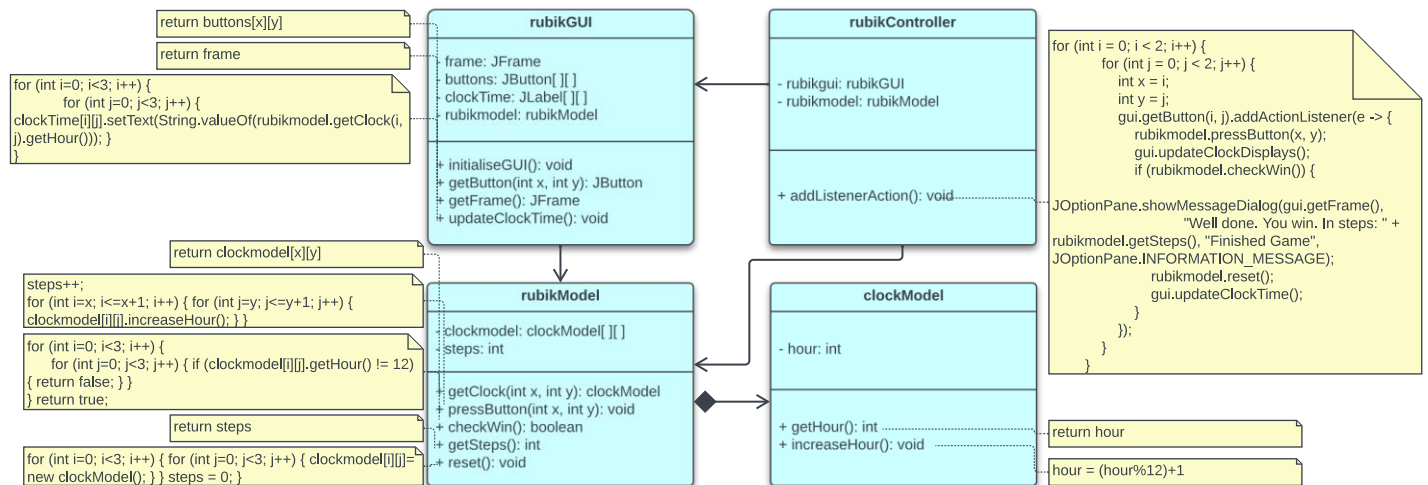 return buttons[x][y]
return frame
for (int i=0; i<3; i++) {
for (int j=0; j<3; j++) {
clockTime[i][j].setText(String.valueOf(rubikmodel.getClock(i,
j).getHour())); }
}
rubikGUI
- frame: JFrame
- buttons: JButton[ ][ ]
- clockTime: JLabel[ ][ ]
- rubikmodel: rubikModel
+ initialiseGUI(): void
+ getButton(int x, int y): JButton
+ getFrame(): JFrame
+ updateClockTime(): void
rubikController
- rubikgui: rubikGUI
- rubikmodel: rubikModel
+ addListenerAction(): void
for (int i = 0; i < 2; i++) {
for (int j = 0; j < 2; j++) {
int x = i;
int y = j;
gui.getButton(i, j).addActionListener(e -> {
rubikmodel.pressButton(x, y);
gui.updateClockDisplays();
if (rubikmodel.checkWin()) {
JOptionPane.showMessageDialog(gui.getFrame(),
"Well done. You win. In steps: " +
rubikmodel.getSteps(), "Finished Game",
JOptionPane.INFORMATION_MESSAGE);
rubikmodel.reset();
gui.updateClockTime();
}
});
}
}
return clockmodel[x][y]
steps++;
for (int i=x; i<=x+1; i++) { for (int j=y; j<=y+1; j++) {
clockmodel[i][j].increaseHour(); } }
for (int i=0; i<3; i++) {
for (int j=0; j<3; j++) { if (clockmodel[i][j].getHour() != 12)
{ return false; } }
} return true;
return steps
for (int i=0; i<3; i++) { for (int j=0; j<3; j++) { clockmodel[i][j]=
new clockModel(); } } steps = 0; }
rubikModel
- clockmodel: clockModel[ ][ ]
- steps: int
+ getClock(int x, int y): clockModel
+ pressButton(int x, int y): void
+ checkWin(): boolean
+ getSteps(): int
+ reset(): void
clockModel
- hour: int
+ getHour(): int
+ increaseHour(): void
return hour
hour = (hour%12)+1